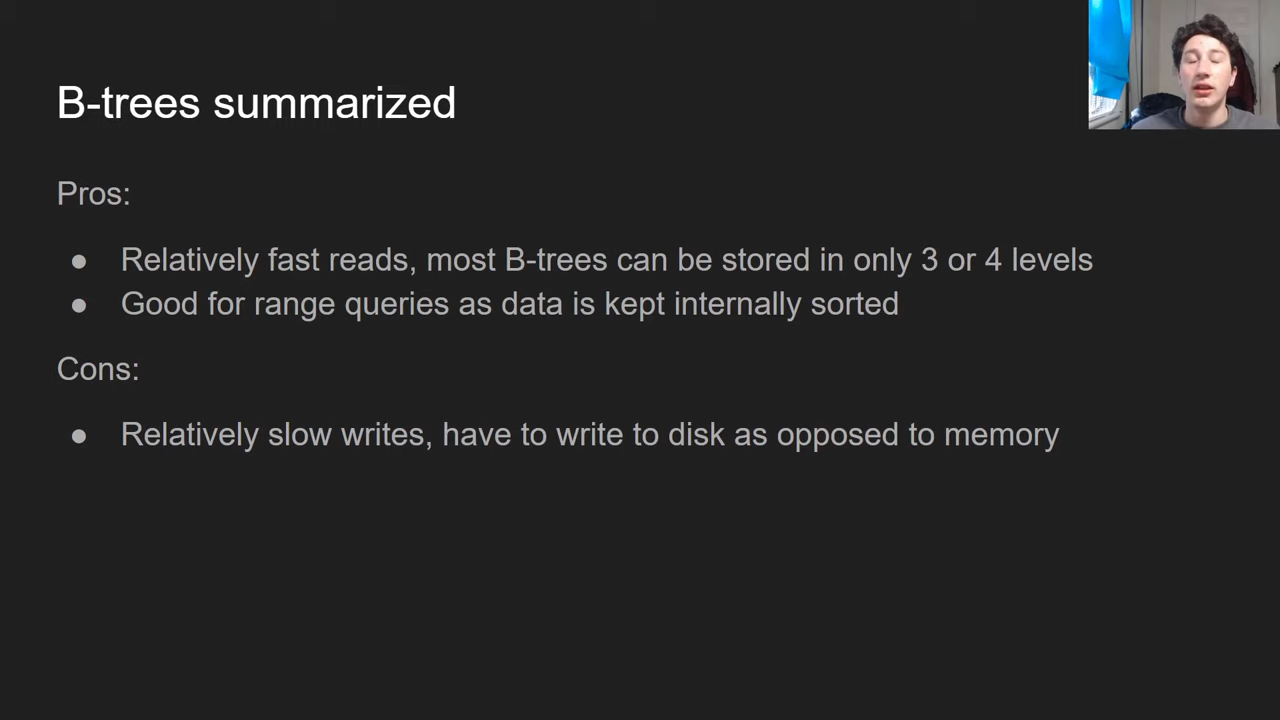 B-trees summarized
Pros:
● Relatively fast reads, most B-trees can be stored in only 3 or 4 levels
● Good for range queries as data is kept internally sorted
Cons:
● Relatively slow writes, have to write to disk as opposed to memory